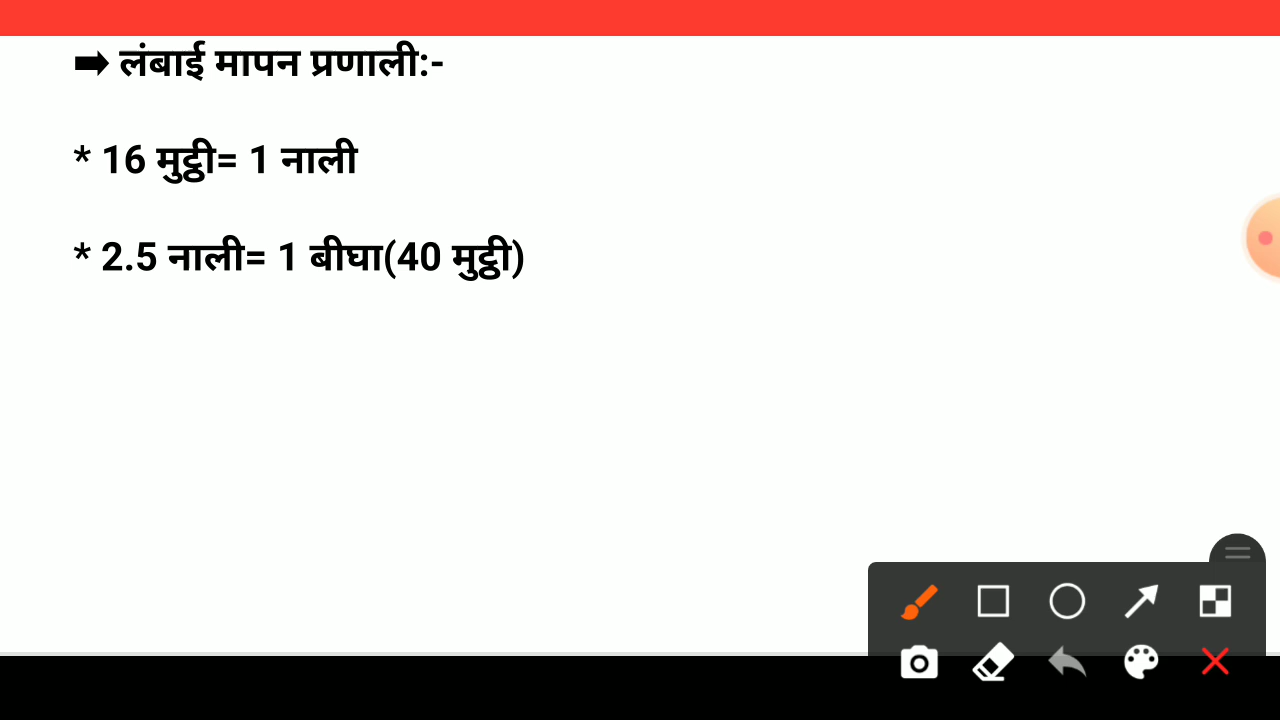 ➡ लंबाई मापन प्रणाली:-
* 16 मुट्ठी= 1 नाली
* 2.5 नाली= 1 बीघा(40 मुट्ठी)